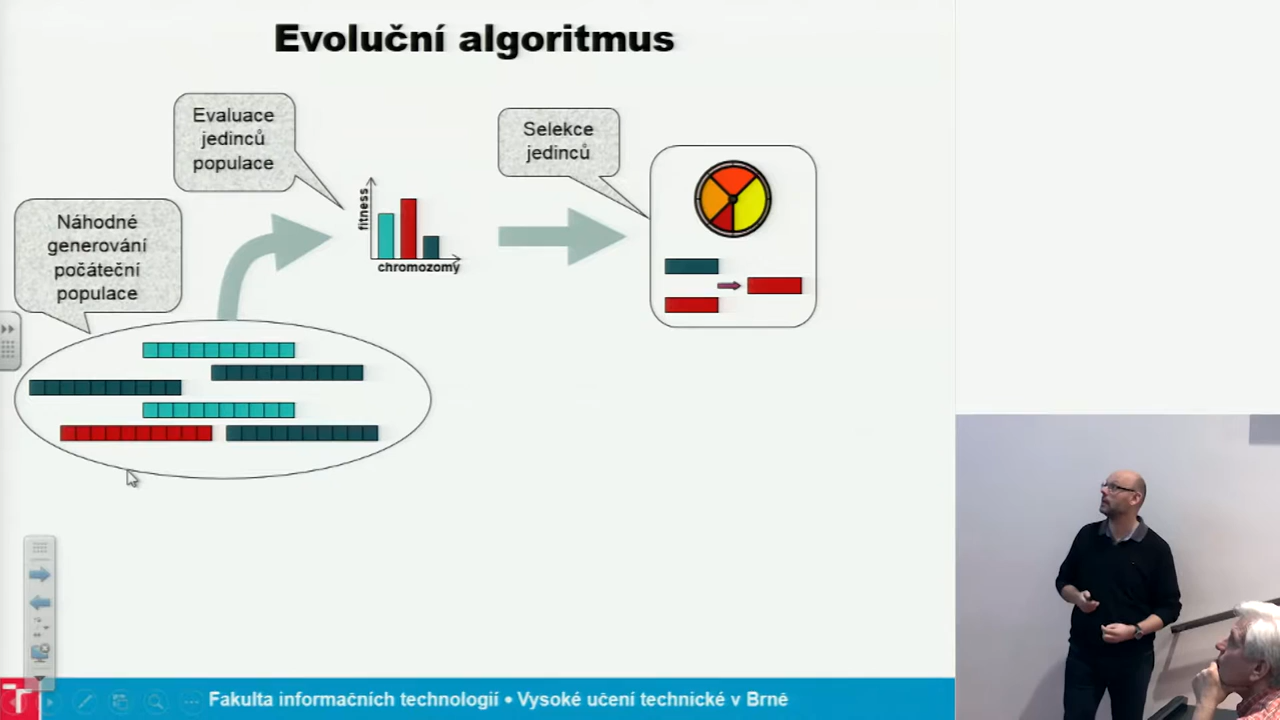 Evoluční algoritmus
Evaluace
jedinců
populace
Selekce
jedinců
Náhodné
generování
počáteční
populace
fitness
chromozomy
Fakulta informačních technologií • Vysoké učení technické v Brně